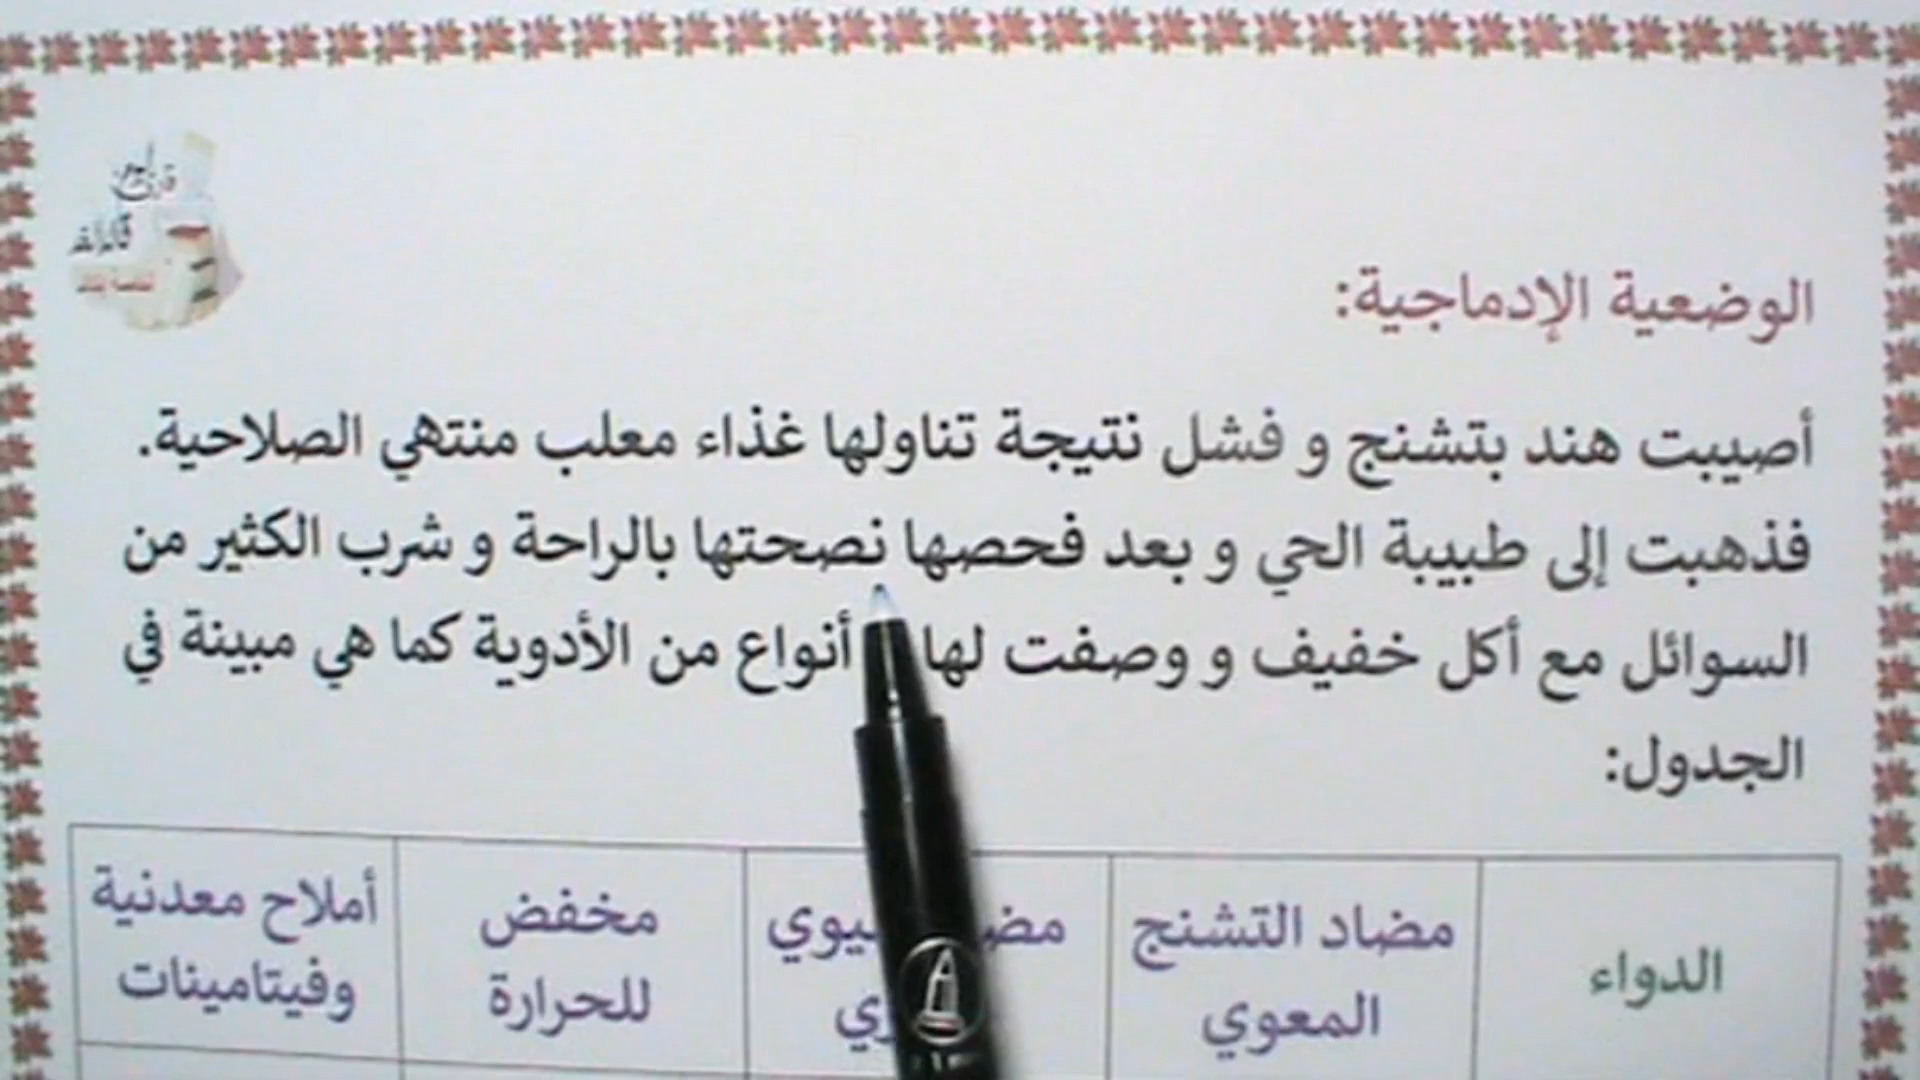 الوضعية الإدماجية:
أصيبت هند بتشنج و فشل نتيجة تناولها غذاء معلب منتهي الصلاحية.
فذهبت إلى طبيبة الحي و بعد فحصها نصحتها بالراحة و شرب الكثير من
السوائل مع أكل خفيف و وصفت لها أنواع من الأدوية كما هي مبينة في
الجدول:
الدواء
مضاد التشنج
المعوي
مخفض
للحرارة
أملاح معدنية
وفيتامينات